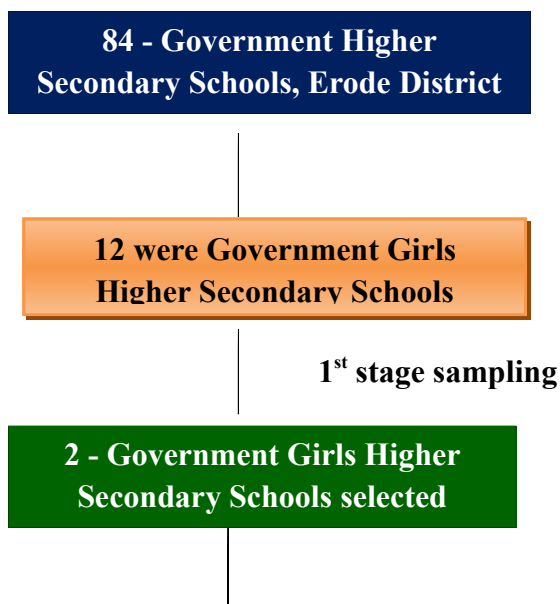 84 - Government Higher
Secondary Schools, Erode District
12 were Government Girls
Higher Secondary Schools
1st stage sampling
2 - Government Girls Higher
Secondary Schools selected